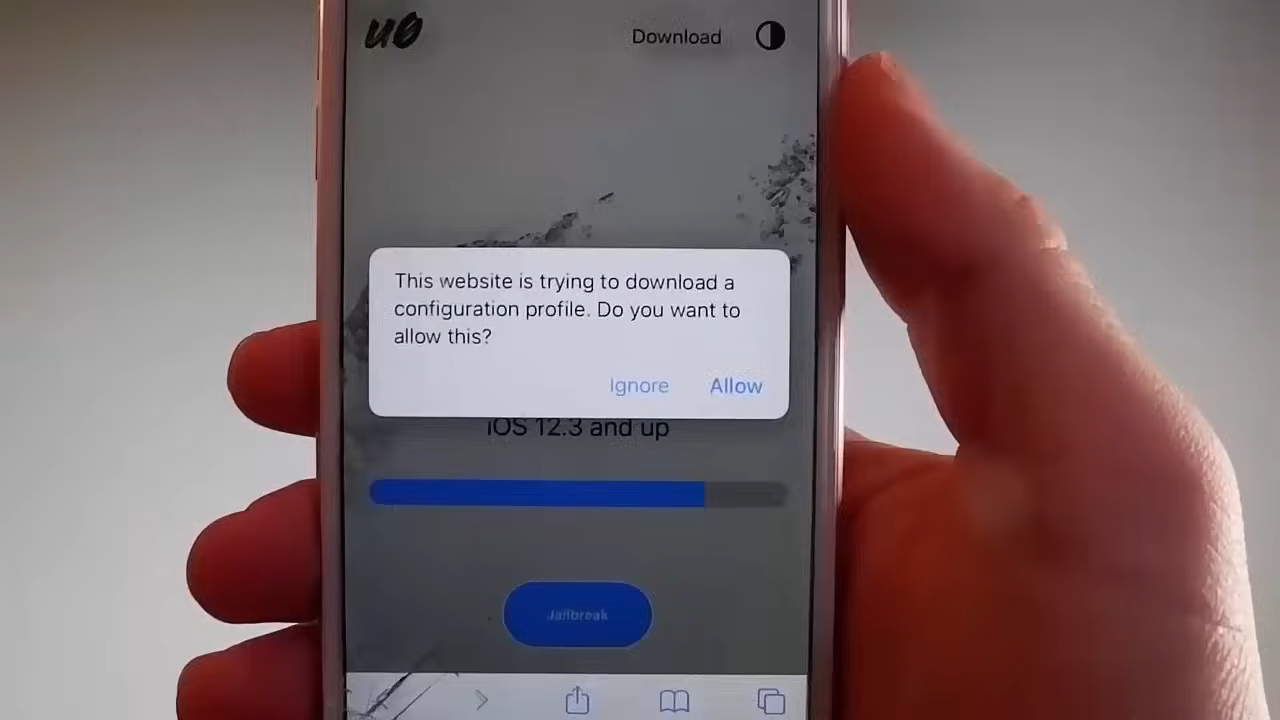 u0
Download
This website is trying to download a
configuration profile. Do you want to
allow this?
Ignore Allow
iOS 12.3 and up
Jailbreak